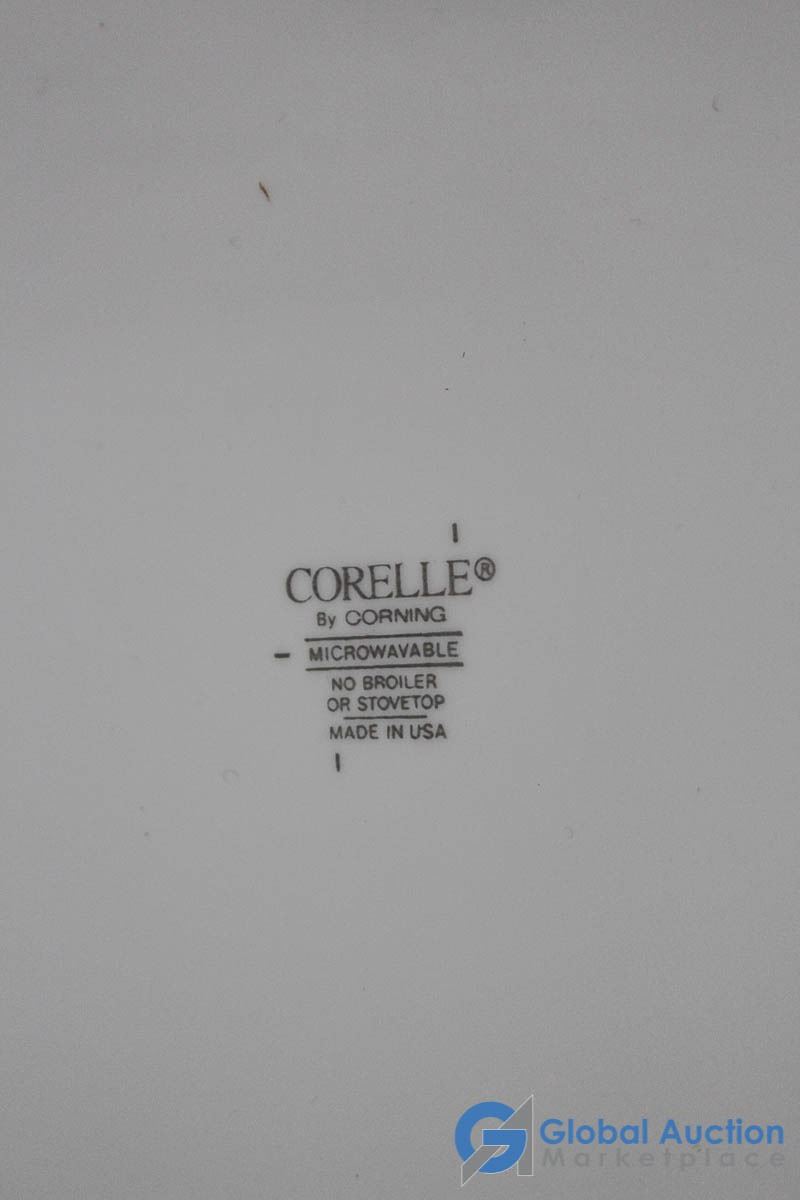 CORELLE®
By CORNING
MICROWAVABLE
NO BROILER
OR STOVETOP
MADE IN USA
Global Auction
Marketplace